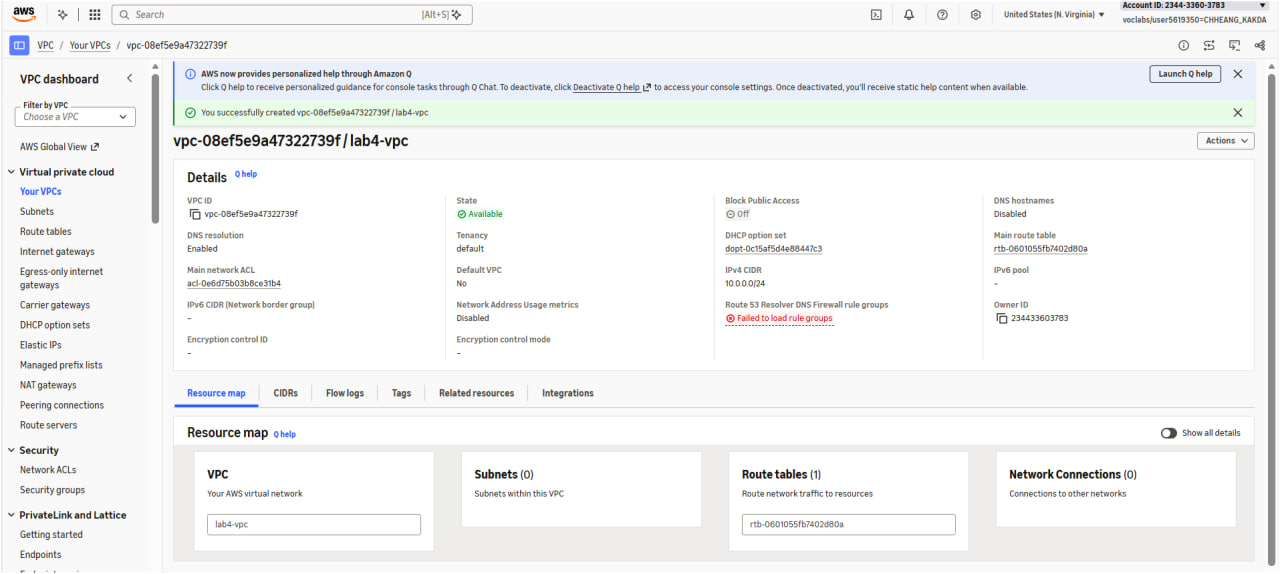 aws
Search
[Alt+S]
United States (N. Virginia)
Account ID: 2344-3360-3783
voclabs/user5619350=CHHEANG_KAKDA
VPC / Your VPCs / vpc-08ef5e9a47322739f
VPC dashboard
Filter by VPC
Choose a VPC
AWS Global View
Virtual private cloud
Your VPCs
Subnets
Route tables
Internet gateways
Egress-only internet
gateways
Carrier gateways
DHCP option sets
Elastic IPs
Managed prefix lists
NAT gateways
Peering connections
Route servers
Security
Network ACLs
Security groups
PrivateLink and Lattice
Getting started
Endpoints
AWS now provides personalized help through Amazon Q
Click Q help to receive personalized guidance for console tasks through Q Chat. To deactivate, click Deactivate Q help to access your console settings. Once deactivated, you'll receive static help content when available.
Launch Q help
You successfully created vpc-08ef5e9a47322739f / lab4-vpc
vpc-08ef5e9a47322739f / lab4-vpc
Actions
Details Q help
VPC ID
vpc-08ef5e9a47322739f
State
Available
Block Public Access
Off
DNS hostnames
Disabled
DNS resolution
Enabled
Tenancy
default
DHCP option set
dopt-0c15af5d4e88447c3
Main route table
rtb-0601055fb7402d80a
Main network ACL
acl-0e6d75b03b8ce31b4
Default VPC
No
IPv4 CIDR
10.0.0.0/24
IPv6 pool
–
IPv6 CIDR (Network border group)
–
Network Address Usage metrics
Disabled
Route 53 Resolver DNS Firewall rule groups
Failed to load rule groups
Owner ID
234433603783
Encryption control ID
–
Encryption control mode
–
Resource map
CIDRs
Flow logs
Tags
Related resources
Integrations
Resource map Q help
Show all details
VPC
Your AWS virtual network
lab4-vpc
Subnets (0)
Subnets within this VPC
Route tables (1)
Route network traffic to resources
rtb-0601055fb7402d80a
Network Connections (0)
Connections to other networks